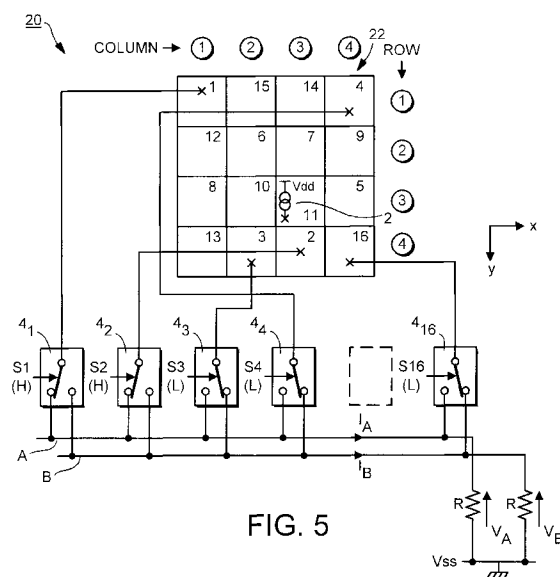 20
COLUMN → 1 2 3 4
22
ROW
1 15 14 4 1
12 6 7 9 2
8 10 Vdd 11 5 3
2
13 3 2 16 4
x
y
4₁ 4₂ 4₃ 4₄ 4₁₆
S1 (H) S2 (H) S3 (L) S4 (L) S16 (L)
A I_A
B I_B
R V_A R V_B
Vss
FIG. 5